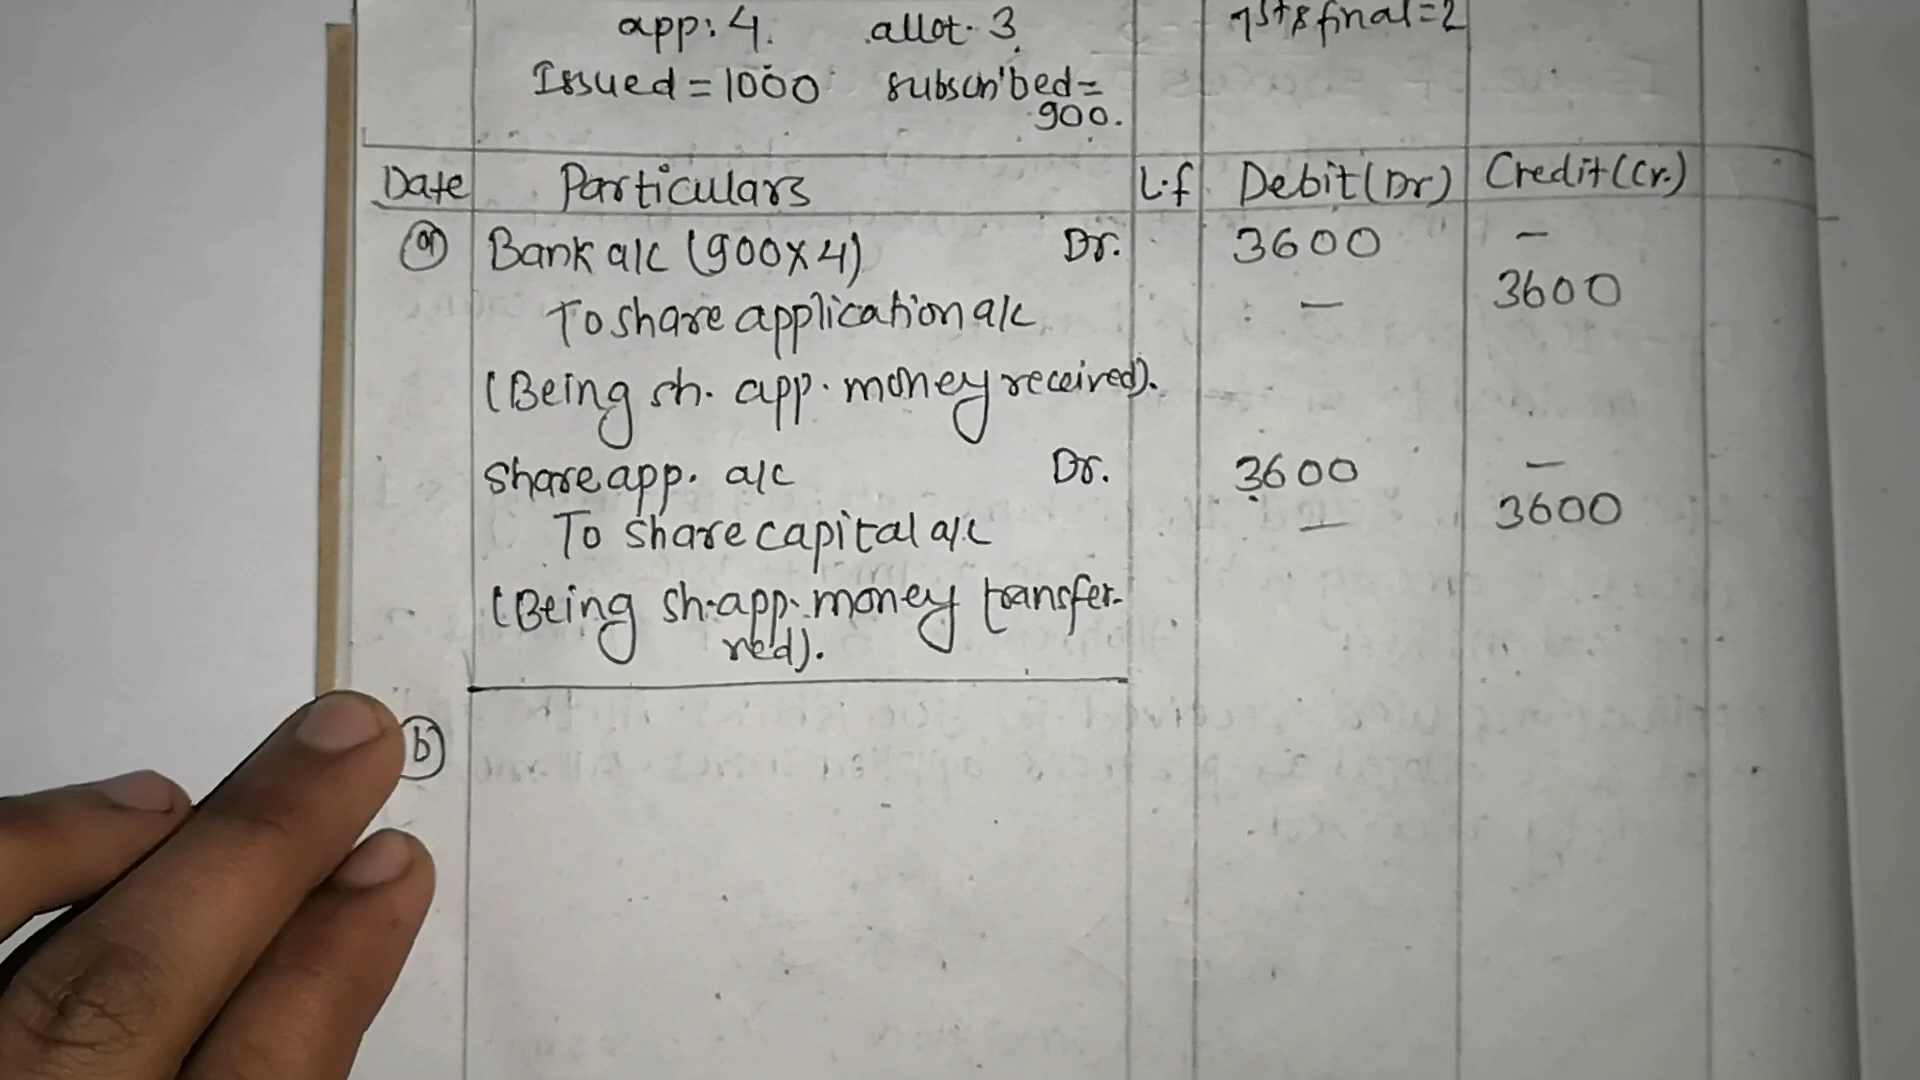 app: 4. allot. 3 1st & final = 2
Issued = 1000 subscribed =
900.
Date Particulars L.f Debit (Dr) Credit (Cr.)
(a) Bank a/c (900x4) Dr. 3600 —
To share application a/c — 3600
(Being sh. app. money received).
share app. a/c Dr. 3600 —
To share capital a/c — 3600
(Being sh. app. money transfer-
red).
(b)